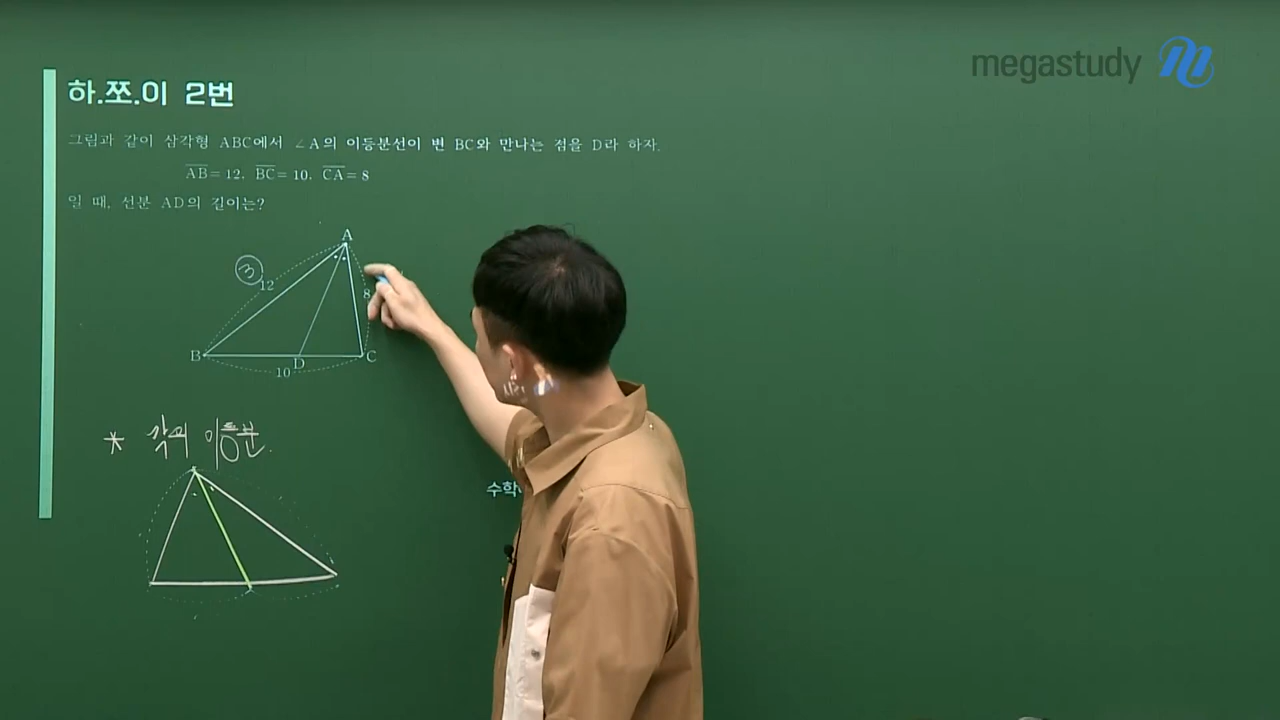 megastudy
하.쪼.이 2번
그림과 같이 삼각형 ABC에서 ∠A의 이등분선이 변 BC와 만나는 점을 D라 하자.
AB = 12, BC = 10, CA = 8
일 때, 선분 AD의 길이는?
A
③
12
8
B
D
C
10
* 각의 이등분.
수학